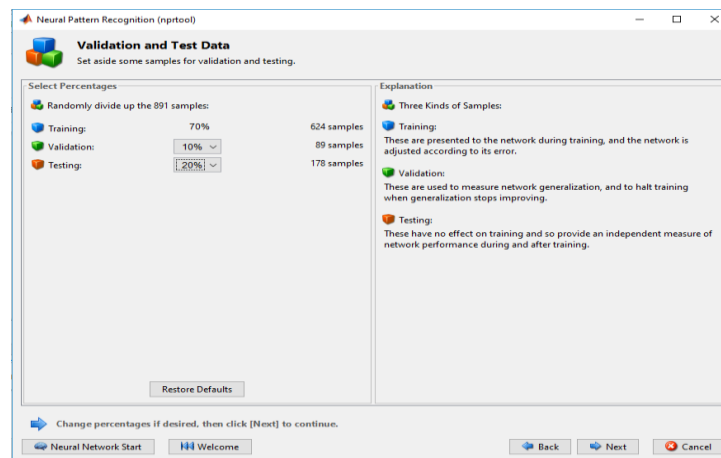 Neural Pattern Recognition (nprtool)
Validation and Test Data
Set aside some samples for validation and testing.
Select Percentages
Randomly divide up the 891 samples:
Training: 70% 624 samples
Validation: 10% 89 samples
Testing: 20% 178 samples
Restore Defaults
Explanation
Three Kinds of Samples:
Training:
These are presented to the network during training, and the network is
adjusted according to its error.
Validation:
These are used to measure network generalization, and to halt training
when generalization stops improving.
Testing:
These have no effect on training and so provide an independent measure of
network performance during and after training.
Change percentages if desired, then click [Next] to continue.
Neural Network Start Welcome Back Next Cancel